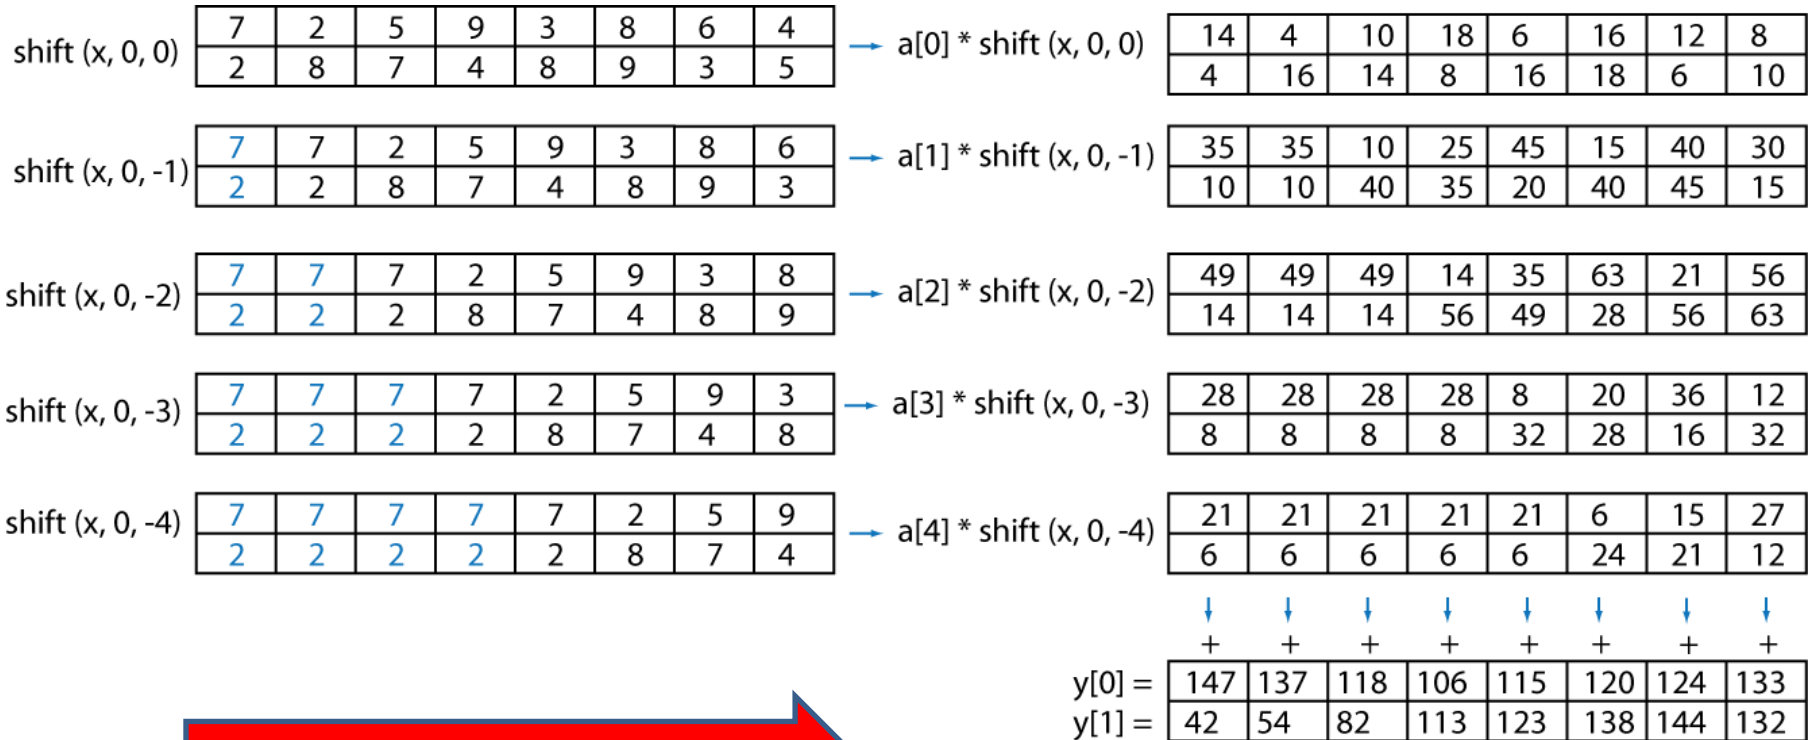 7 2 5 9 3 8 6 4
shift (x, 0, 0)
2 8 7 4 8 9 3 5
a[0] * shift (x, 0, 0)
14 4 10 18 6 16 12 8
4 16 14 8 16 18 6 10
7 7 2 5 9 3 8 6
shift (x, 0, -1)
2 2 8 7 4 8 9 3
a[1] * shift (x, 0, -1)
35 35 10 25 45 15 40 30
10 10 40 35 20 40 45 15
7 7 7 2 5 9 3 8
shift (x, 0, -2)
2 2 2 8 7 4 8 9
a[2] * shift (x, 0, -2)
49 49 49 14 35 63 21 56
14 14 14 56 49 28 56 63
7 7 7 7 2 5 9 3
shift (x, 0, -3)
2 2 2 2 8 7 4 8
a[3] * shift (x, 0, -3)
28 28 28 28 8 20 36 12
8 8 8 8 32 28 16 32
7 7 7 7 7 2 5 9
shift (x, 0, -4)
2 2 2 2 2 8 7 4
a[4] * shift (x, 0, -4)
21 21 21 21 21 6 15 27
6 6 6 6 6 24 21 12
+ + + + + + + +
y[0] = 147 137 118 106 115 120 124 133
y[1] = 42 54 82 113 123 138 144 132